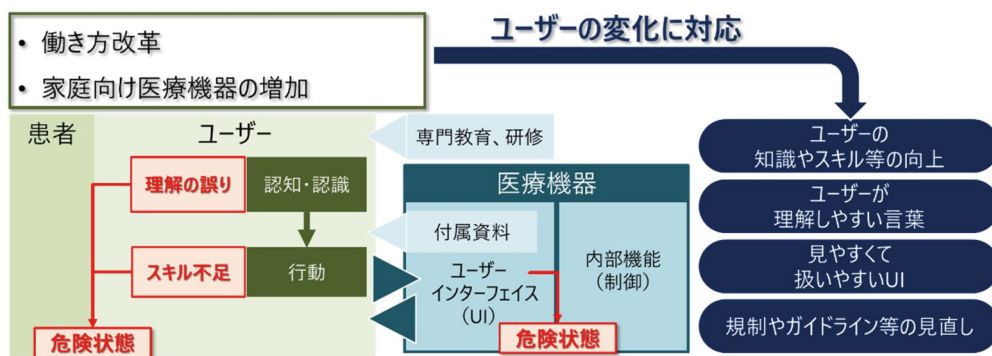 • 働き方改革
• 家庭向け医療機器の増加
ユーザーの変化に対応
患者
ユーザー
専門教育、研修
理解の誤り
認知・認識
付属資料
スキル不足
行動
危険状態
医療機器
ユーザー
インターフェイス
(UI)
内部機能
(制御)
危険状態
ユーザーの
知識やスキル等の向上
ユーザーが
理解しやすい言葉
見やすくて
扱いやすいUI
規制やガイドライン等の見直し